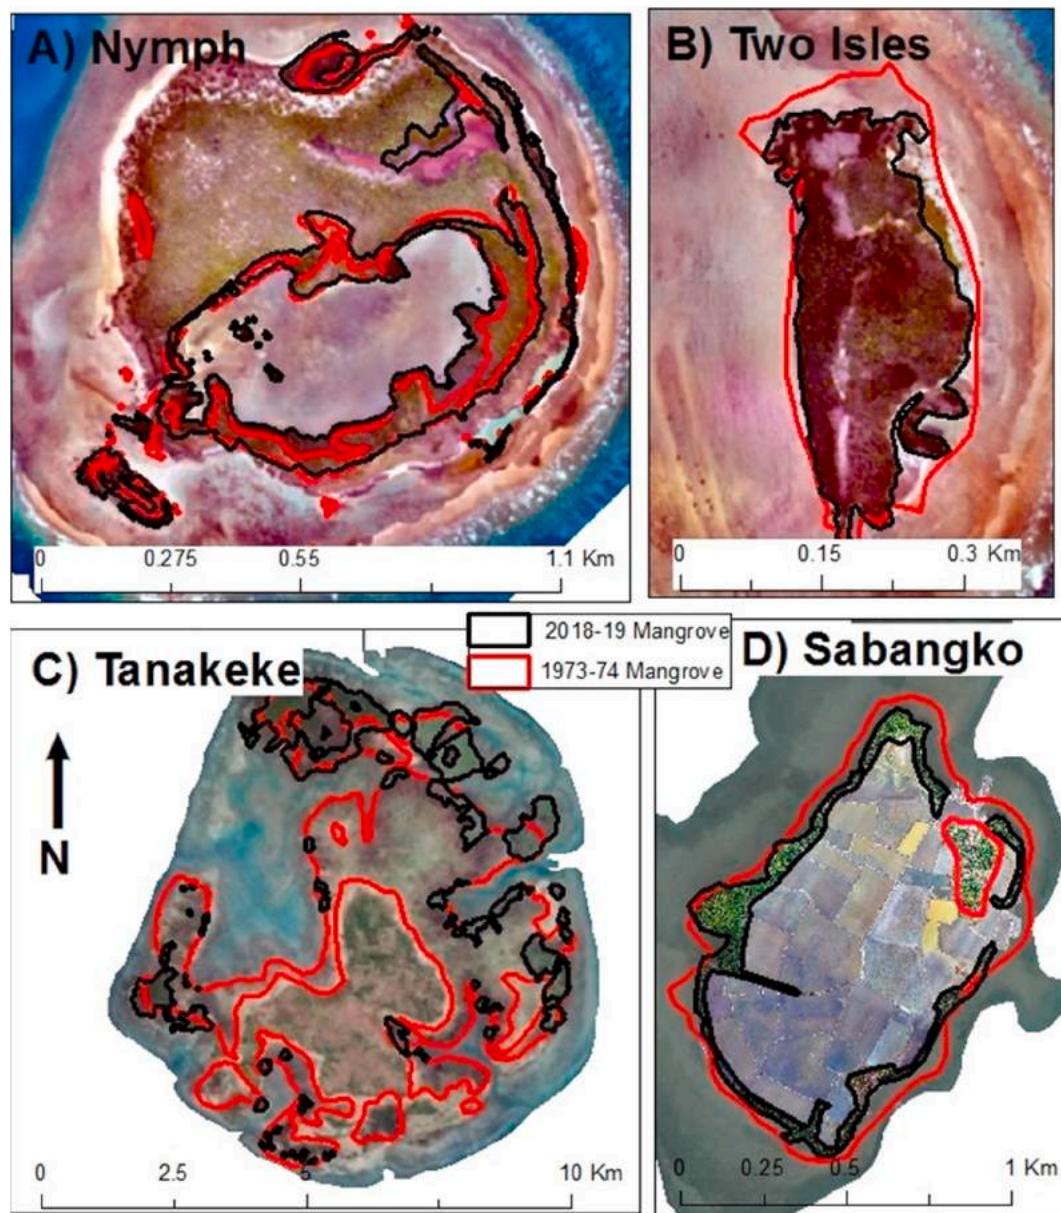 A) Nymph
B) Two Isles
0 0.275 0.55 1.1 Km
0 0.15 0.3 Km
2018-19 Mangrove
1973-74 Mangrove
C) Tanakeke
D) Sabangko
N
0 2.5 5 10 Km
0 0.25 0.5 1 Km